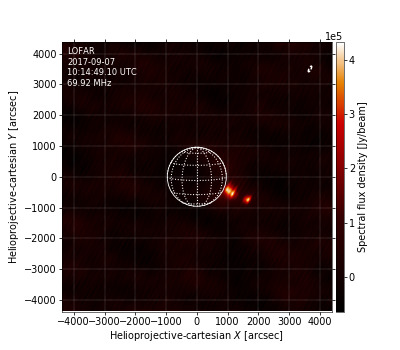 1e5
LOFAR
2017-09-07
10:14:49.10 UTC
69.92 MHz
4000
3000
2000
1000
0
−1000
−2000
−3000
−4000
Helioprojective-cartesian Y [arcsec]
−4000 −3000 −2000 −1000 0 1000 2000 3000 4000
Helioprojective-cartesian X [arcsec]
4
3
2
1
0
Spectral flux density [Jy/beam]